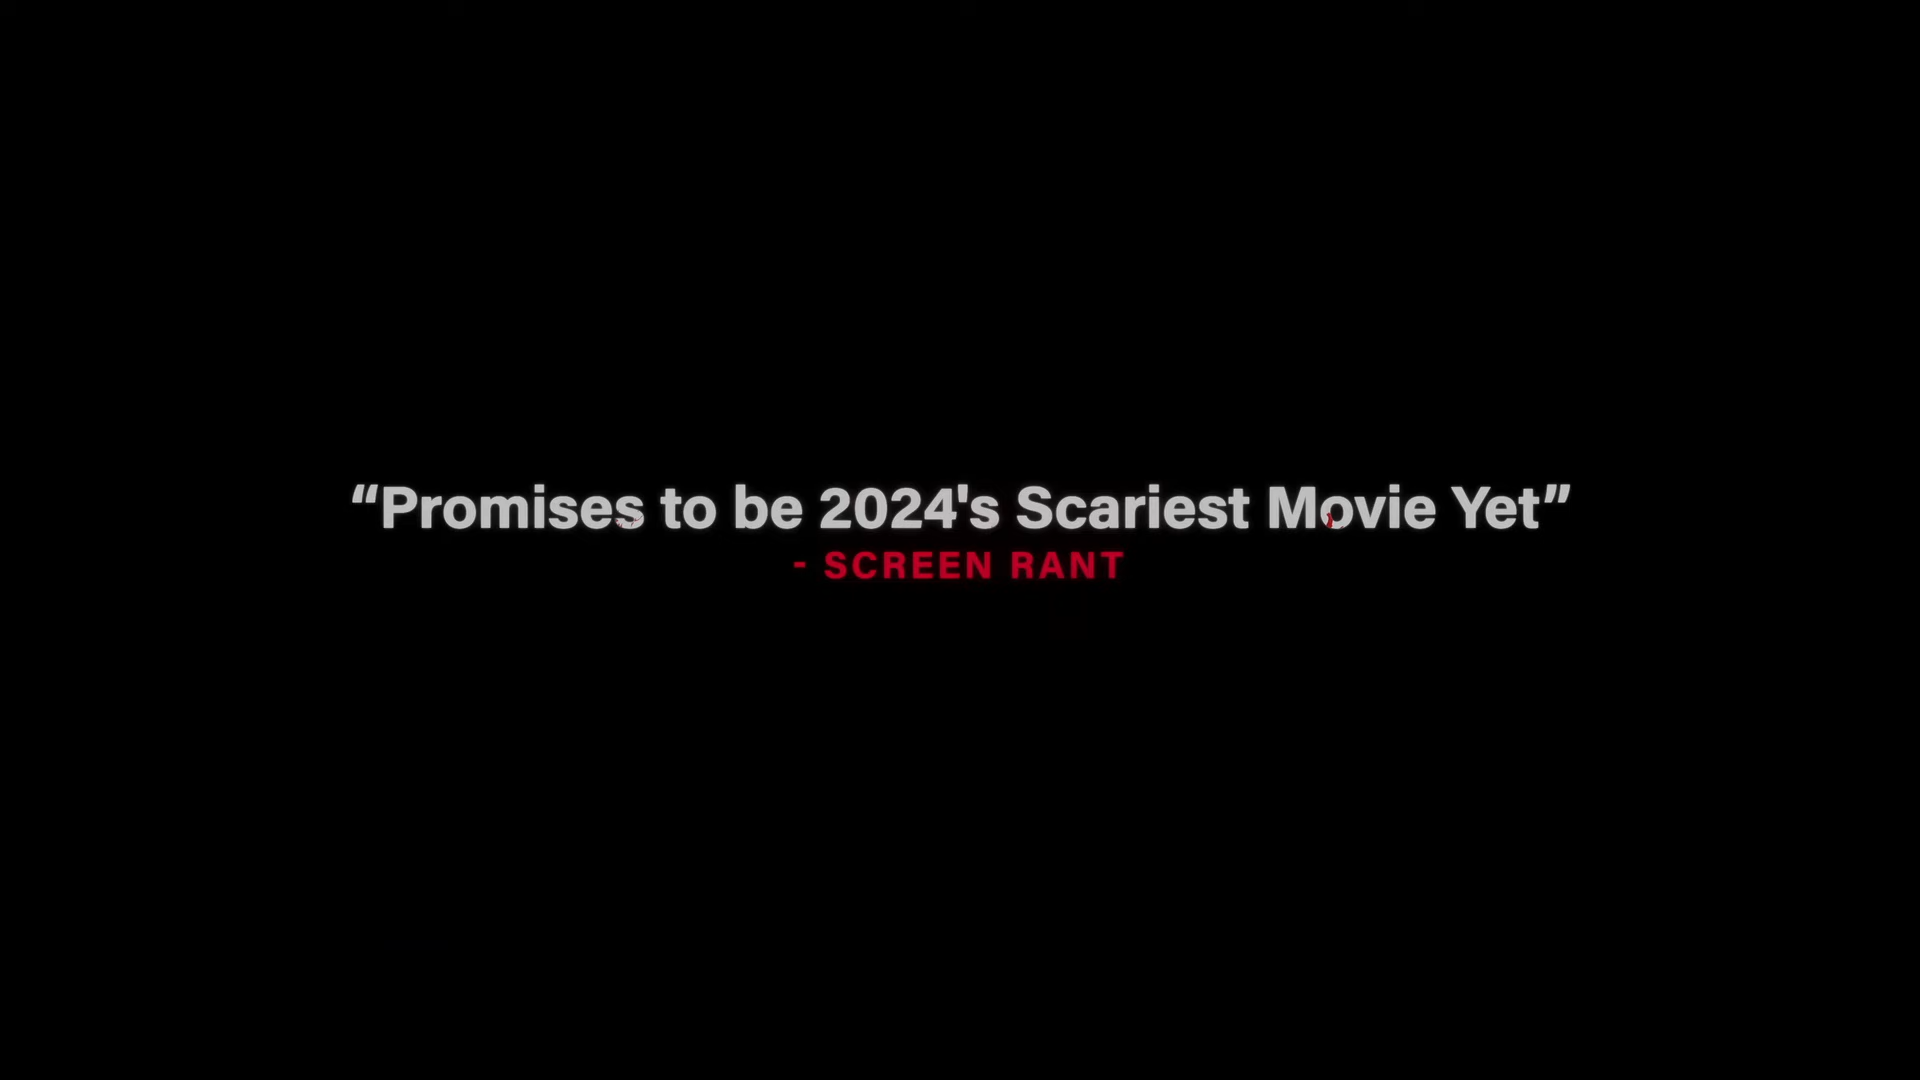 “Promises to be 2024's Scariest Movie Yet”
- SCREEN RANT